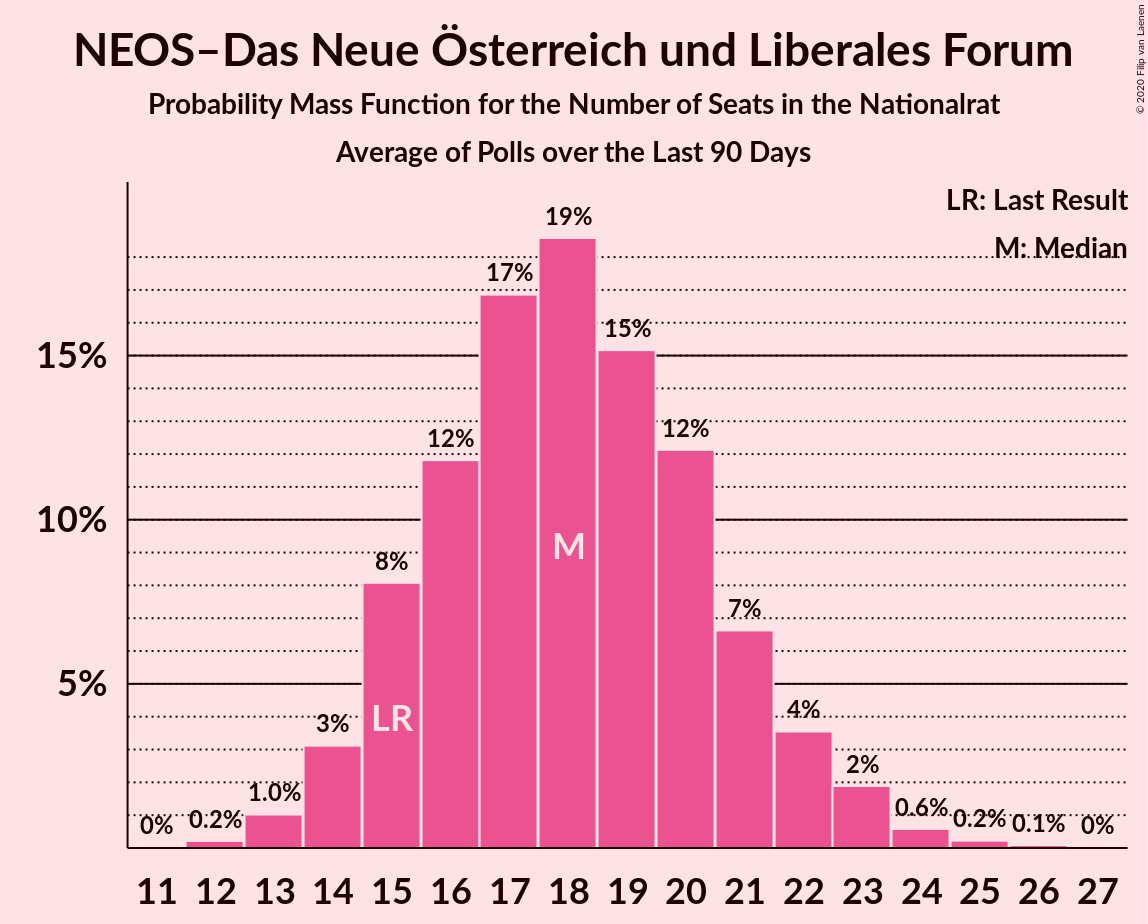 NEOS–Das Neue Österreich und Liberales Forum
Probability Mass Function for the Number of Seats in the Nationalrat
Average of Polls over the Last 90 Days
© 2020 Filip van Laenen
LR: Last Result
M: Median
15%
10%
5%
0%
0.2%
1.0%
3%
8%
12%
17%
19%
15%
12%
7%
4%
2%
0.6%
0.2%
0.1%
0%
LR
M
11 12 13 14 15 16 17 18 19 20 21 22 23 24 25 26 27